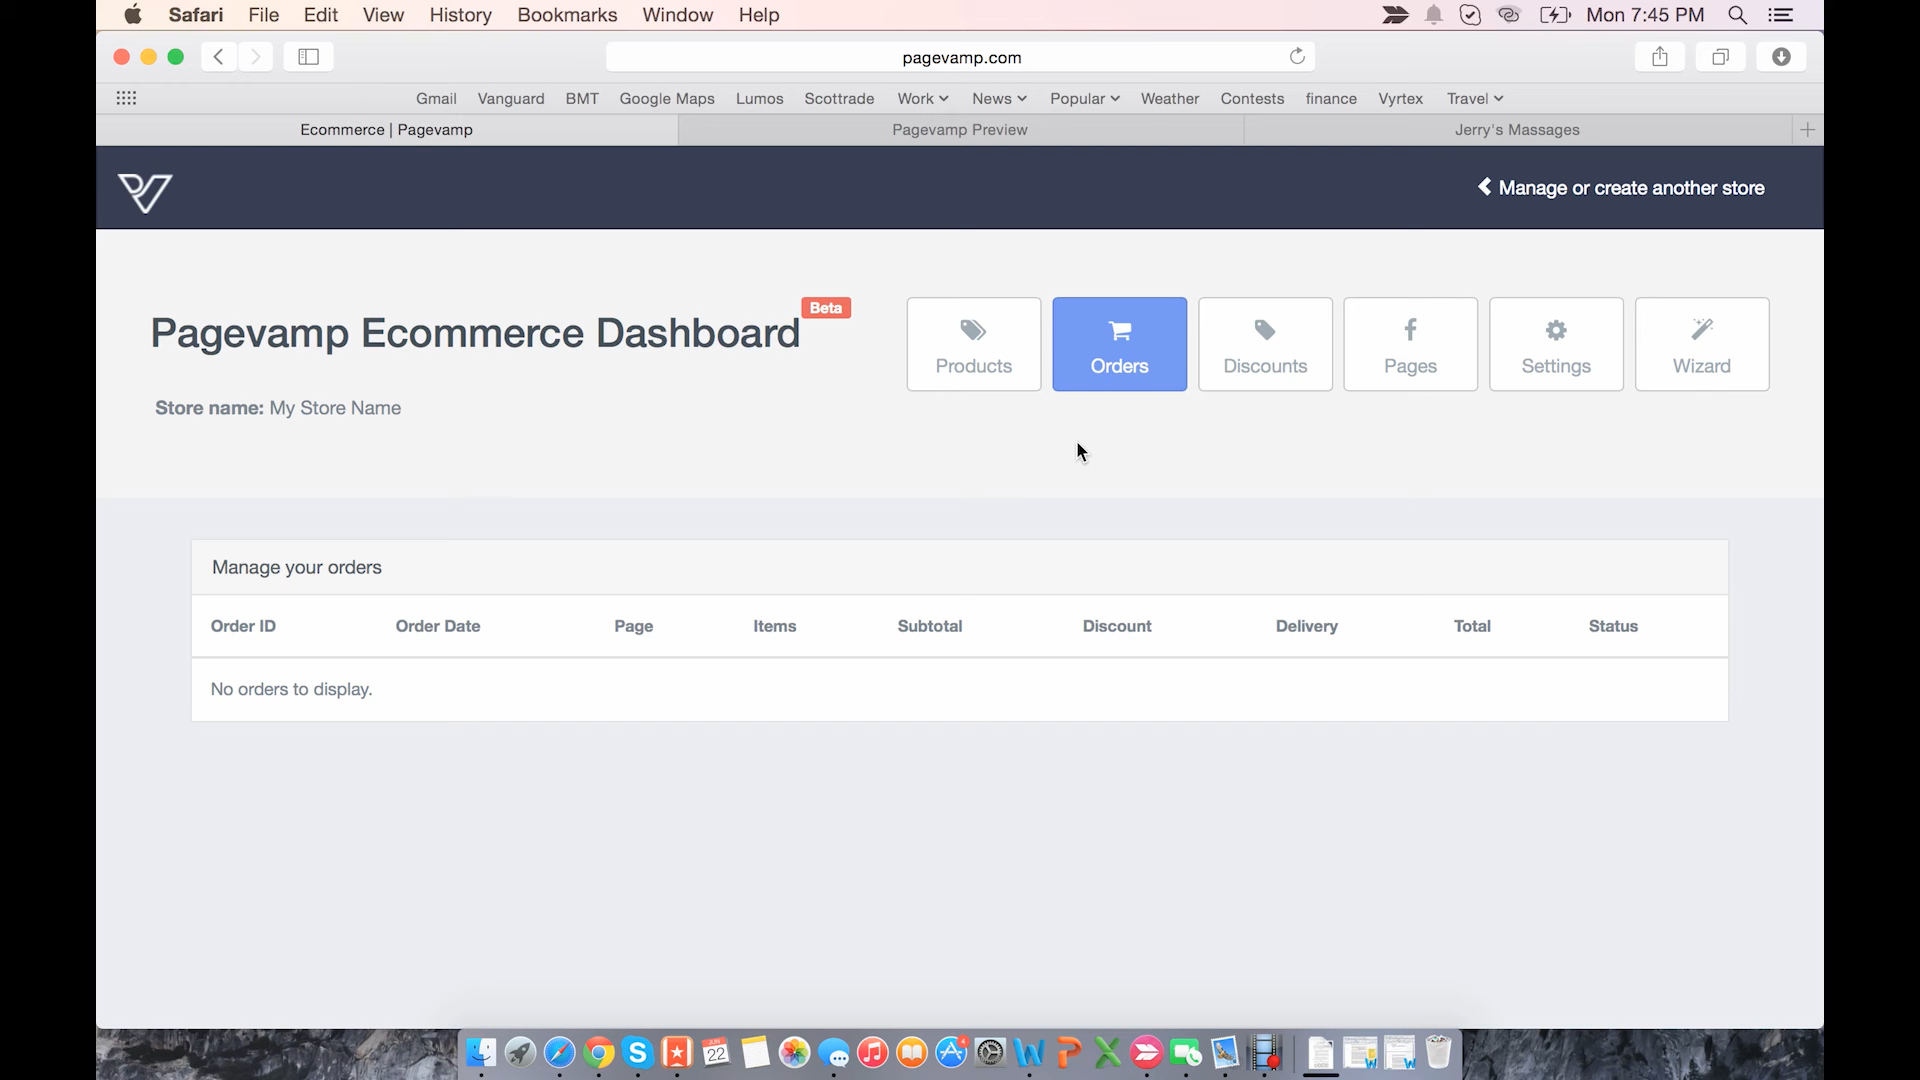 Safari File Edit View History Bookmarks Window Help Mon 7:45 PM
pagevamp.com
Gmail Vanguard BMT Google Maps Lumos Scottrade Work News Popular Weather Contests finance Vyrtex Travel
Ecommerce | Pagevamp Pagevamp Preview Jerry's Massages
Manage or create another store
Pagevamp Ecommerce Dashboard Beta
Products Orders Discounts Pages Settings Wizard
Store name: My Store Name
Manage your orders
Order ID Order Date Page Items Subtotal Discount Delivery Total Status
No orders to display.
JUN
22